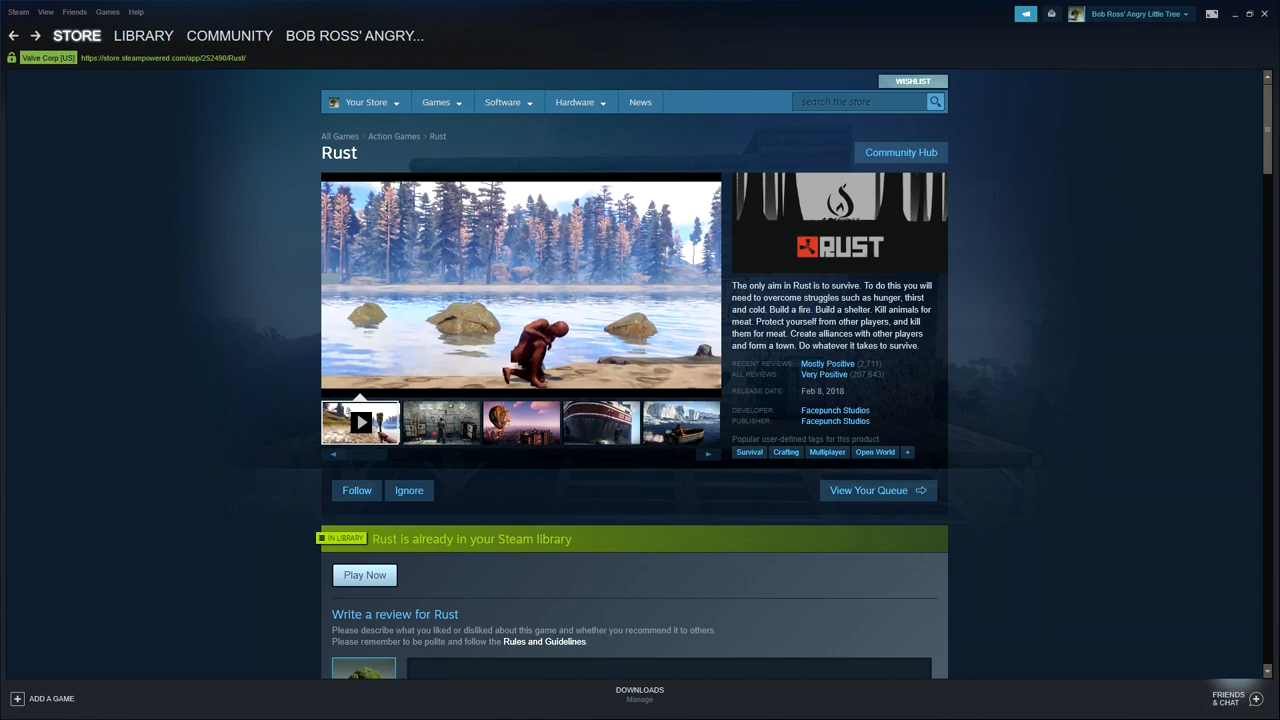 Steam View Friends Games Help
Bob Ross' Angry Little Tree
STORE LIBRARY COMMUNITY BOB ROSS' ANGRY...
Valve Corp [US] https://store.steampowered.com/app/252490/Rust/
WISHLIST
Your Store Games Software Hardware News search the store
All Games > Action Games > Rust
Rust
Community Hub
RUST
The only aim in Rust is to survive. To do this you will
need to overcome struggles such as hunger, thirst
and cold. Build a fire. Build a shelter. Kill animals for
meat. Protect yourself from other players, and kill
them for meat. Create alliances with other players
and form a town. Do whatever it takes to survive.
RECENT REVIEWS: Mostly Positive (2,711)
ALL REVIEWS: Very Positive (207,643)
RELEASE DATE: Feb 8, 2018
DEVELOPER: Facepunch Studios
PUBLISHER: Facepunch Studios
Popular user-defined tags for this product:
Survival Crafting Multiplayer Open World +
Follow Ignore View Your Queue
IN LIBRARY Rust is already in your Steam library
Play Now
Write a review for Rust
Please describe what you liked or disliked about this game and whether you recommend it to others.
Please remember to be polite and follow the Rules and Guidelines.
ADD A GAME
DOWNLOADS
Manage
FRIENDS
& CHAT